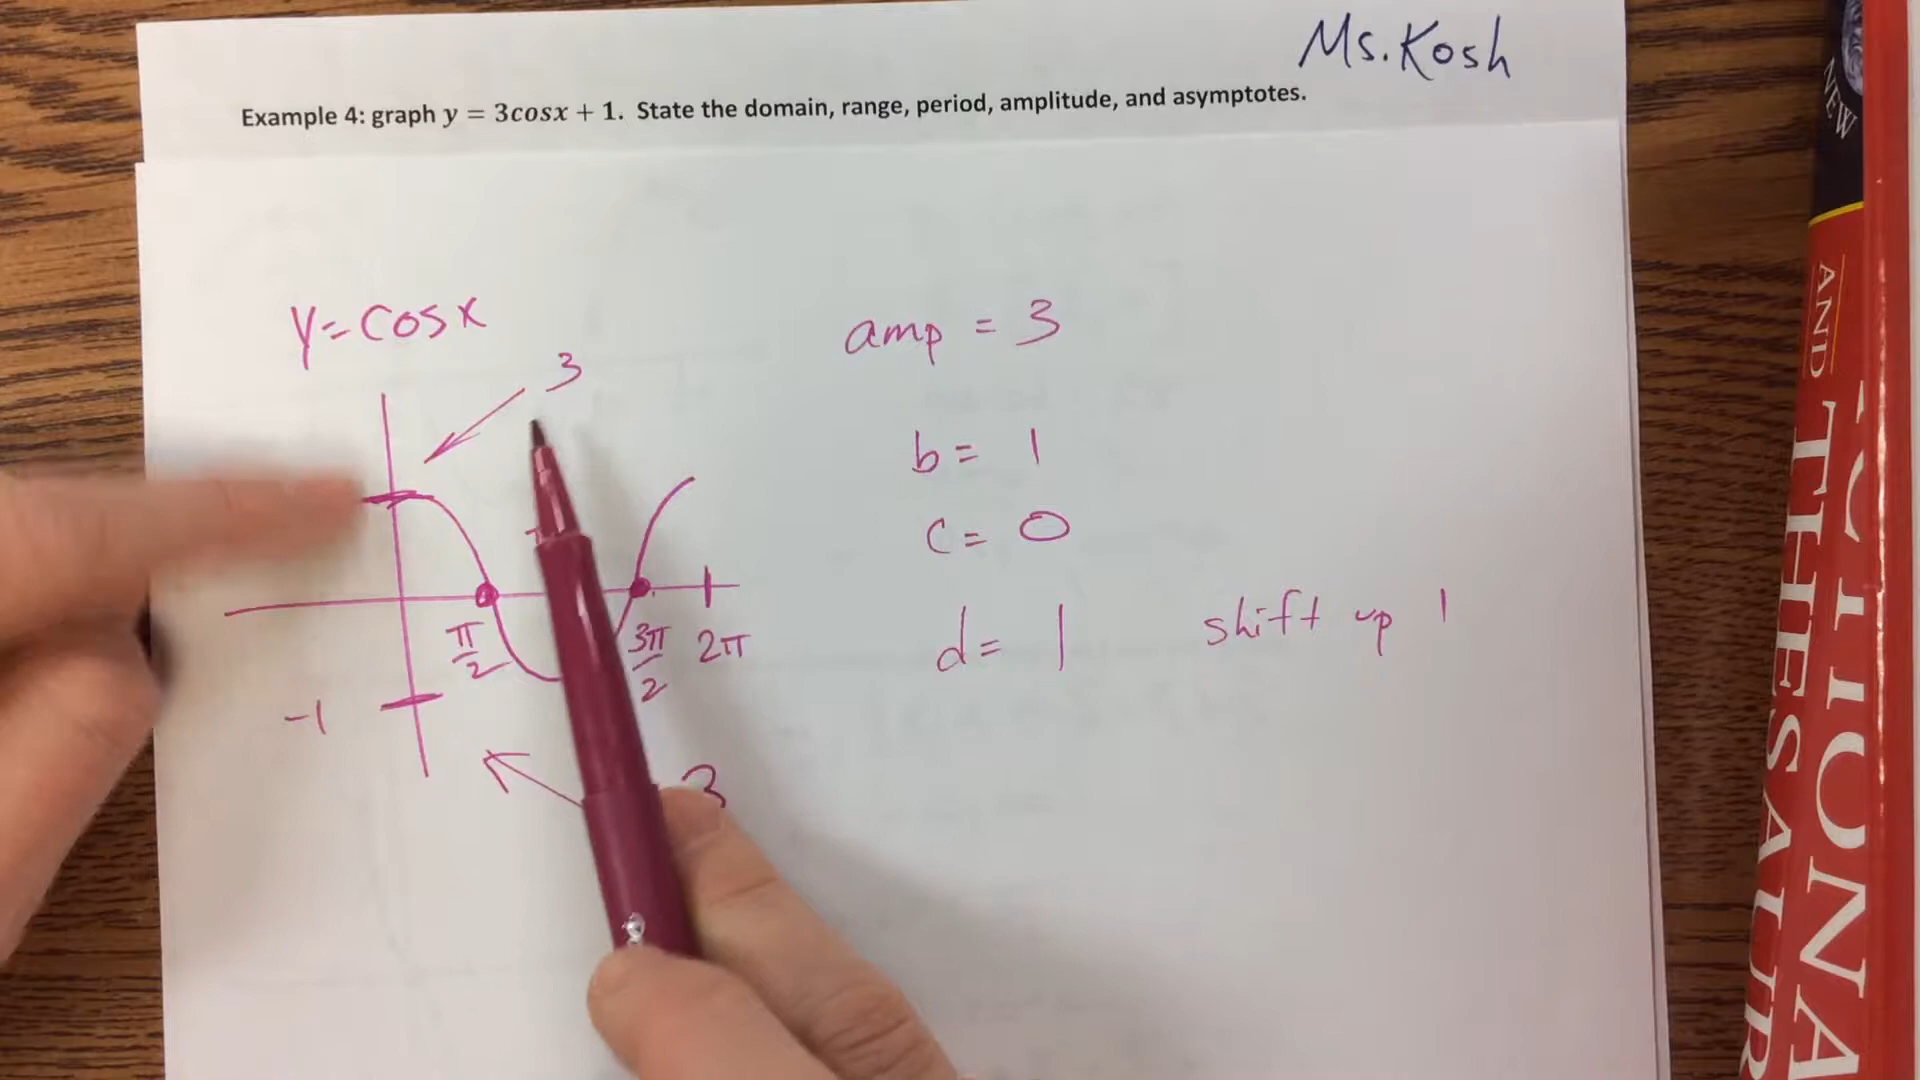 Ms. Kosh
Example 4: graph y = 3cosx + 1. State the domain, range, period, amplitude, and asymptotes.
y = cos x
3
amp = 3
b = 1
c = 0
d = 1 shift up 1
π/2
3π/2
2π
-1
3
NEW
AND
THESAUR